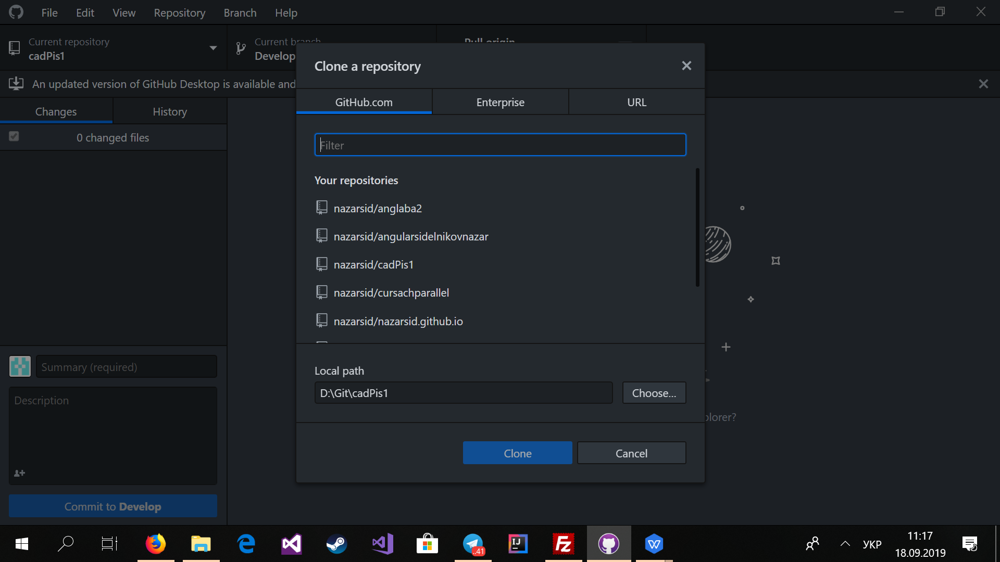 File Edit View Repository Branch Help
Current repository
cadPis1
Current branch
Develop
Pull origin
An updated version of GitHub Desktop is available and
Changes History
0 changed files
Summary (required)
Description
Commit to Develop
Clone a repository
GitHub.com Enterprise URL
Filter
Your repositories
nazarsid/anglaba2
nazarsid/angularsidelnikovnazar
nazarsid/cadPis1
nazarsid/cursachparallel
nazarsid/nazarsid.github.io
Local path
D:\Git\cadPis1
Choose...
Clone Cancel
plorer?
..41
IJ
Fz
W
УКР
11:17
18.09.2019